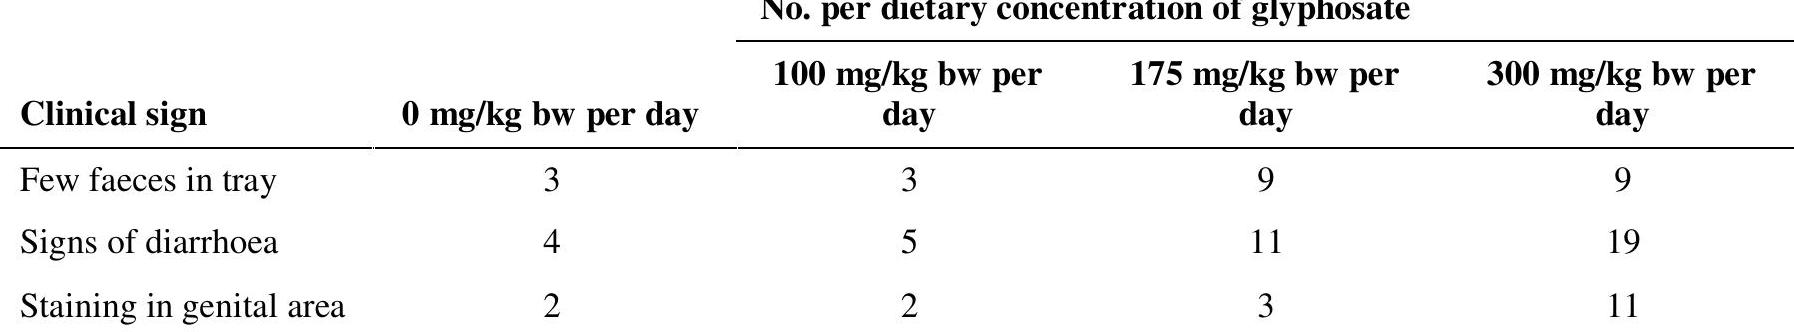 No. per dietary concentration of glyphosate
Clinical sign 0 mg/kg bw per day 100 mg/kg bw per day 175 mg/kg bw per day 300 mg/kg bw per day
Few faeces in tray 3 3 9 9
Signs of diarrhoea 4 5 11 19
Staining in genital area 2 2 3 11